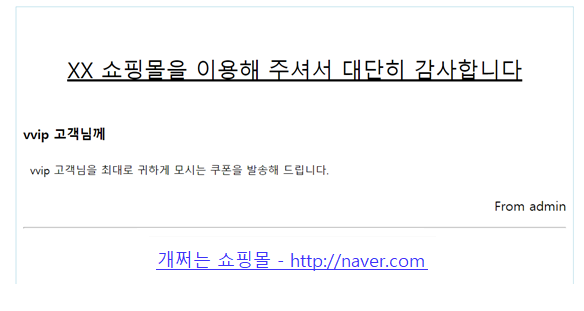 XX 쇼핑몰을 이용해 주셔서 대단히 감사합니다
vvip 고객님께
vvip 고객님을 최대로 귀하게 모시는 쿠폰을 발송해 드립니다.
From admin
개쩌는 쇼핑몰 - http://naver.com